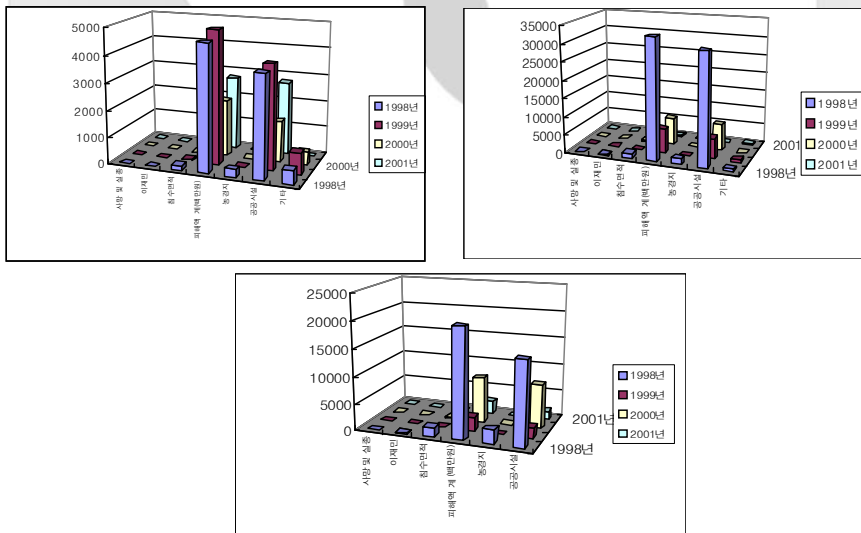 5000
4000
3000
2000
1000
0
사망 및 실종
이재민
침수면적
피해액 계(백만원)
농경지
공공시설
기타
2000년
1998년
1998년
1999년
2000년
2001년
35000
30000
25000
20000
15000
10000
5000
0
사망 및 실종
이재민
침수면적
피해액 계(백만원)
농경지
공공시설
기타
2001
1998년
1998년
1999년
2000년
2001년
25000
20000
15000
10000
5000
0
사망 및 실종
이재민
침수면적
피해액 계 (백만원)
농경지
공공시설
2001년
1998년
1998년
1999년
2000년
2001년